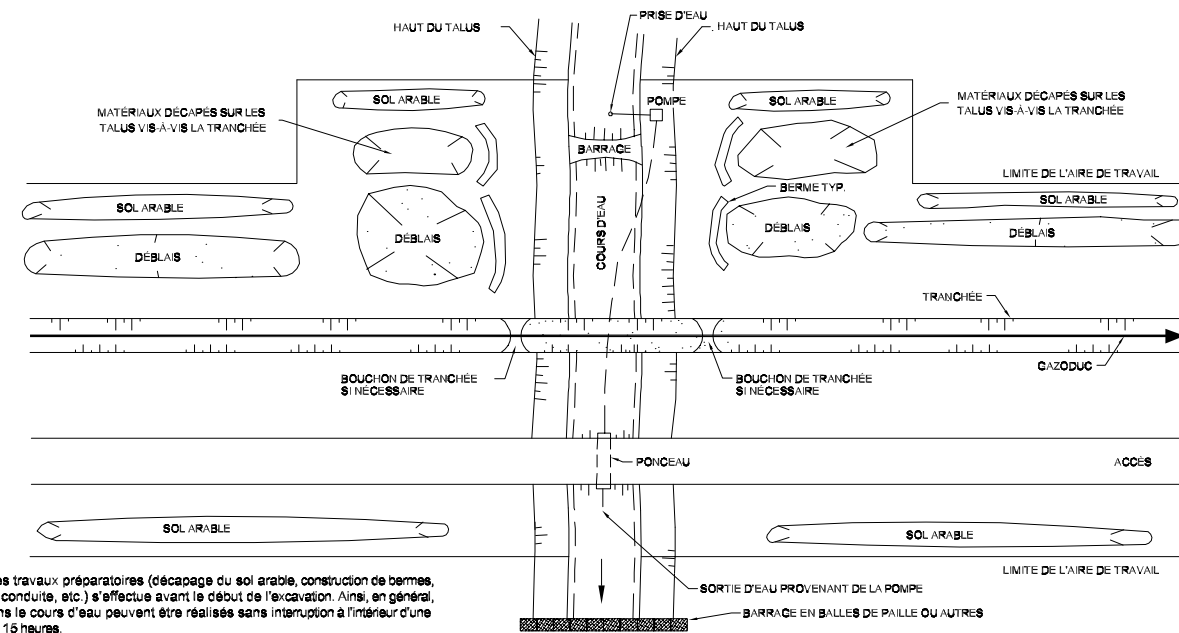 PRISE D'EAU
HAUT DU TALUS
HAUT DU TALUS
SOL ARABLE
POMPE
SOL ARABLE
MATÉRIAUX DÉCAPÉS SUR LES
TALUS VIS-À-VIS LA TRANCHÉE
MATÉRIAUX DÉCAPÉS SUR LES
TALUS VIS-À-VIS LA TRANCHÉE
BARRAGE
LIMITE DE L'AIRE DE TRAVAIL
BERME TYP.
SOL ARABLE
SOL ARABLE
COURS D'EAU
DÉBLAIS
DÉBLAIS
DÉBLAIS
DÉBLAIS
TRANCHÉE
GAZODUC
BOUCHON DE TRANCHÉE
SI NÉCESSAIRE
BOUCHON DE TRANCHÉE
SI NÉCESSAIRE
PONCEAU
ACCÈS
SOL ARABLE
SOL ARABLE
LIMITE DE L'AIRE DE TRAVAIL
es travaux préparatoires (décapage du sol arable, construction de bermes,
conduite, etc.) s'effectue avant le début de l'excavation. Ainsi, en général,
ns le cours d'eau peuvent être réalisés sans interruption à l'intérieur d'une
15 heures.
SORTIE D'EAU PROVENANT DE LA POMPE
BARRAGE EN BALLES DE PAILLE OU AUTRES